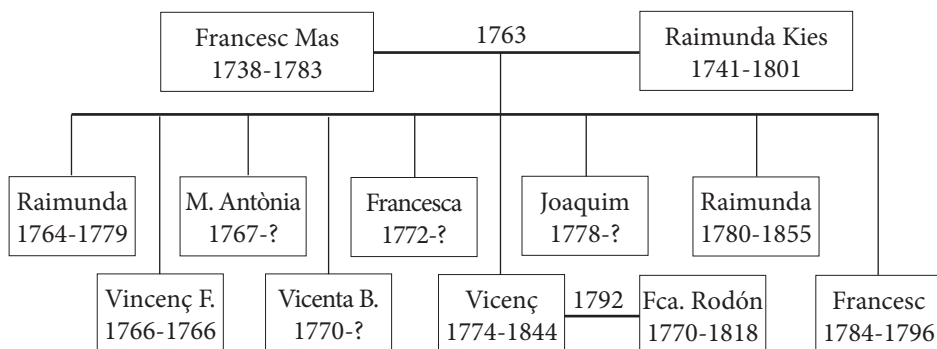 Francesc Mas
1738-1783
1763
Raimunda Kies
1741-1801
Raimunda
1764-1779
M. Antònia
1767-?
Francesca
1772-?
Joaquim
1778-?
Raimunda
1780-1855
Vincenç F.
1766-1766
Vicenta B.
1770-?
Vicenç
1774-1844
1792
Fca. Rodón
1770-1818
Francesc
1784-1796